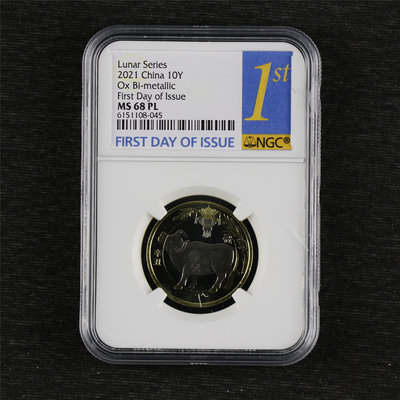 Lunar Series
2021 China 10Y
Ox Bi-metallic
First Day of Issue
MS 68 PL
6151108-045
1st
FIRST DAY OF ISSUE
NGC®